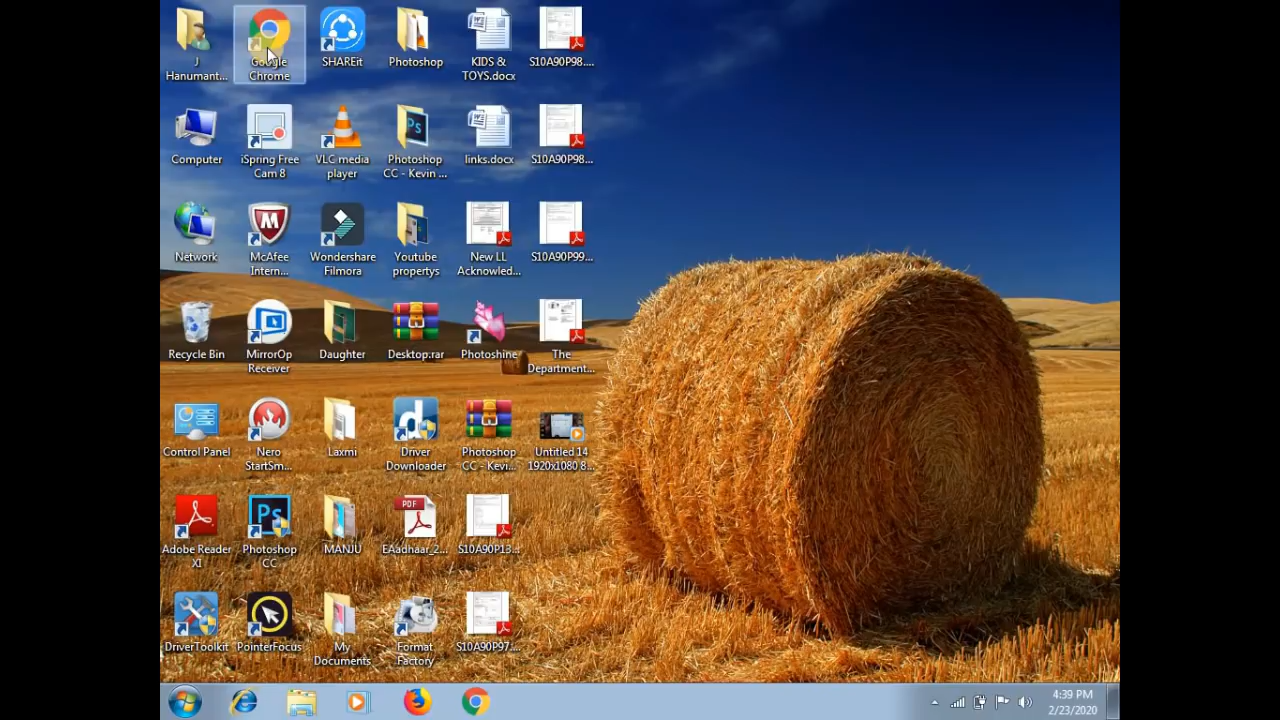 J
Hanumant...
Google
Chrome
SHAREit
Photoshop
KIDS &
TOYS.docx
S10A90P98....
Computer
iSpring Free
Cam 8
VLC media
player
Ps
Photoshop
CC - Kevin ...
links.docx
S10A90P98...
Network
McAfee
Intern...
Wondershare
Filmora
Youtube
propertys
New LL
Acknowled...
S10A90P99...
Recycle Bin
MirrorOp
Receiver
Daughter
Desktop.rar
Photoshine
The
Department...
Control Panel
Nero
StartSm...
Laxmi
Driver
Downloader
Photoshop
CC - Kevi...
Untitled 14
1920x1080 8...
Adobe Reader
XI
Ps
Photoshop
CC
MANJU
PDF
EAadhaar_2...
S10A90P13...
DriverToolkit
PointerFocus
My
Documents
Format
Factory
S10A90P97....
4:39 PM
2/23/2020